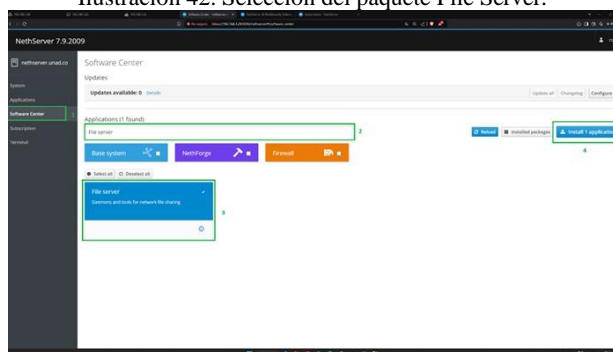 Ilustración 42. Selección del paquete File Server.
NethServer 7.9.2009
nethserver.unad.co
Software Center
System
Updates
Updates available: 0 Details
Update all
Changelog
Configure
Applications
Software Center
Applications (1 found)
Subscription
File server
2
Reload
Installed packages
Install 1 applicatio
Terminal
4
Base system
NethForge
Firewall
Select all
Deselect all
File server
Daemons and tools for network file sharing
3